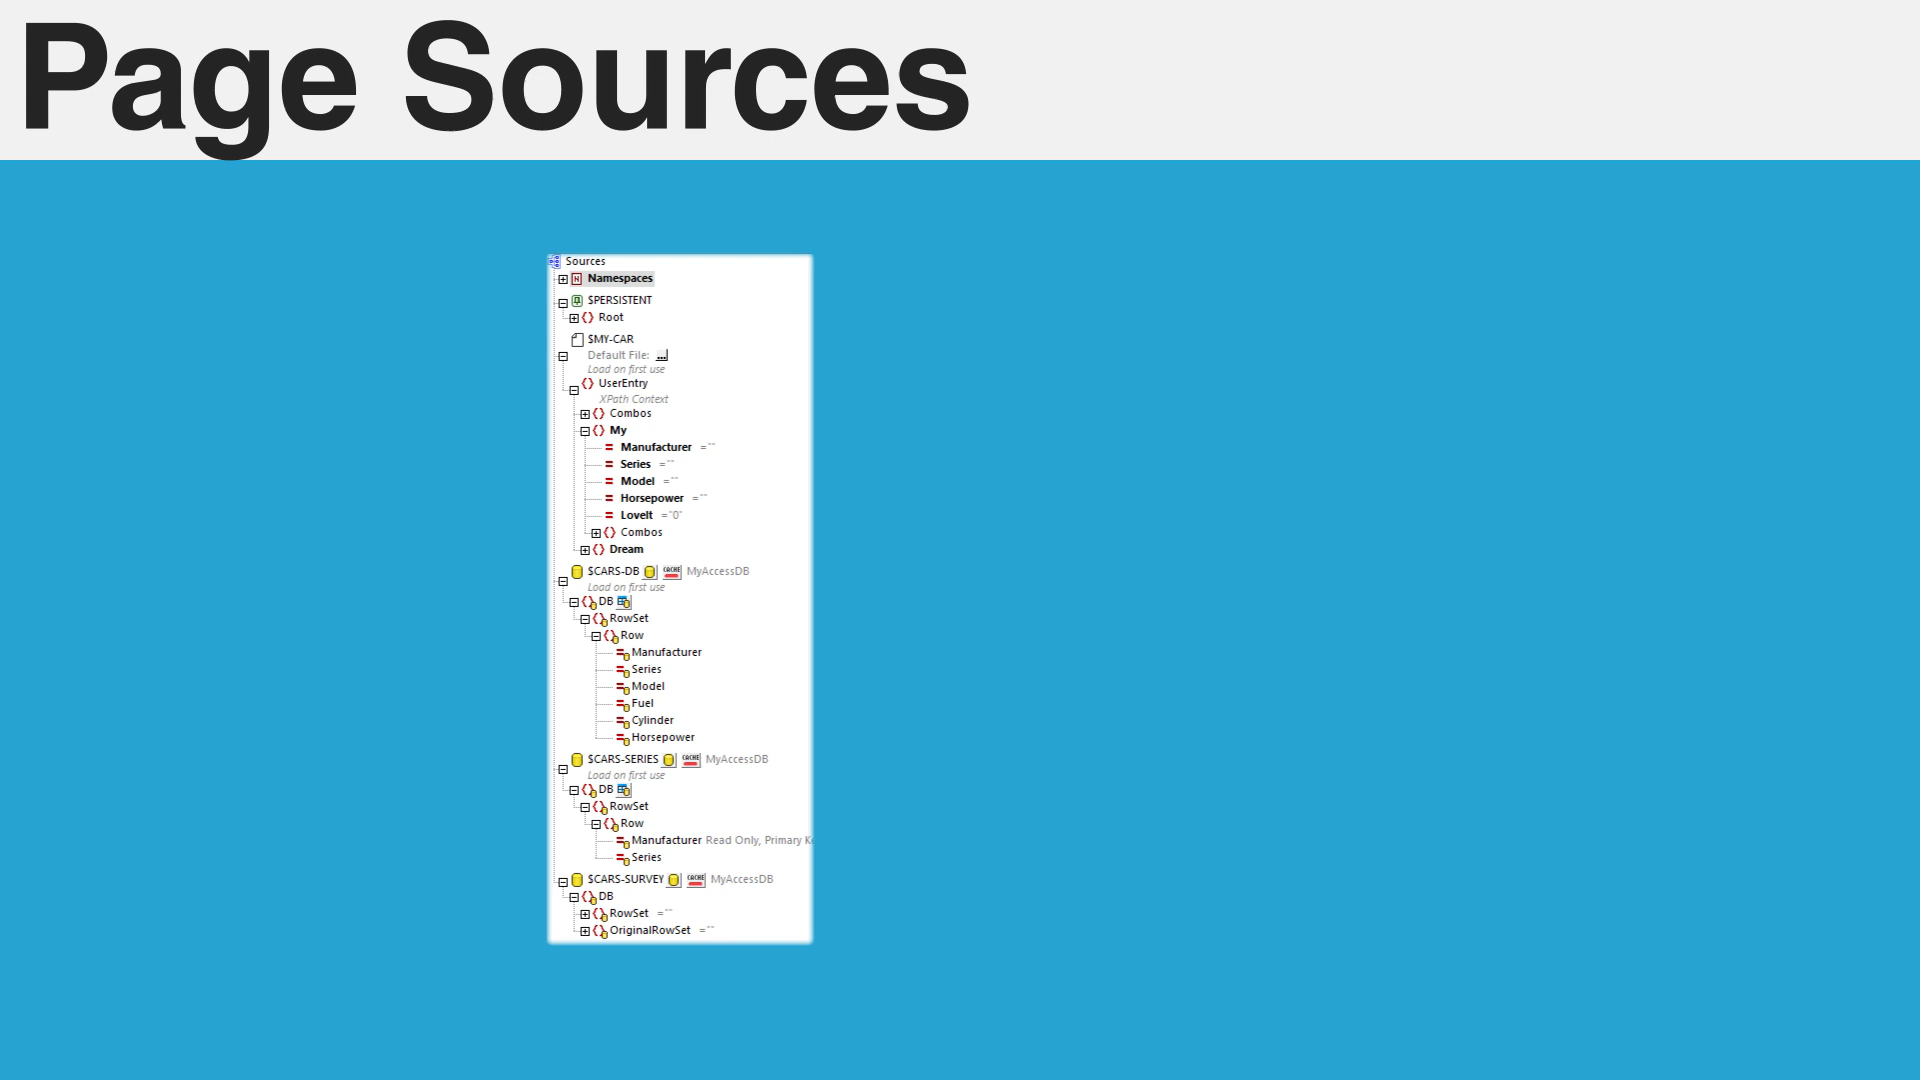 Page Sources
Sources
Namespaces
$PERSISTENT
Root
$MY-CAR
Default File: ...
Load on first use
UserEntry
XPath Context
Combos
My
Manufacturer =""
Series =""
Model =""
Horsepower =""
LoveIt ="0"
Combos
Dream
$CARS-DB CACHE MyAccessDB
Load on first use
DB
RowSet
Row
Manufacturer
Series
Model
Fuel
Cylinder
Horsepower
$CARS-SERIES CACHE MyAccessDB
Load on first use
DB
RowSet
Row
Manufacturer Read Only, Primary
Series
$CARS-SURVEY CACHE MyAccessDB
DB
RowSet =""
OriginalRowSet =""